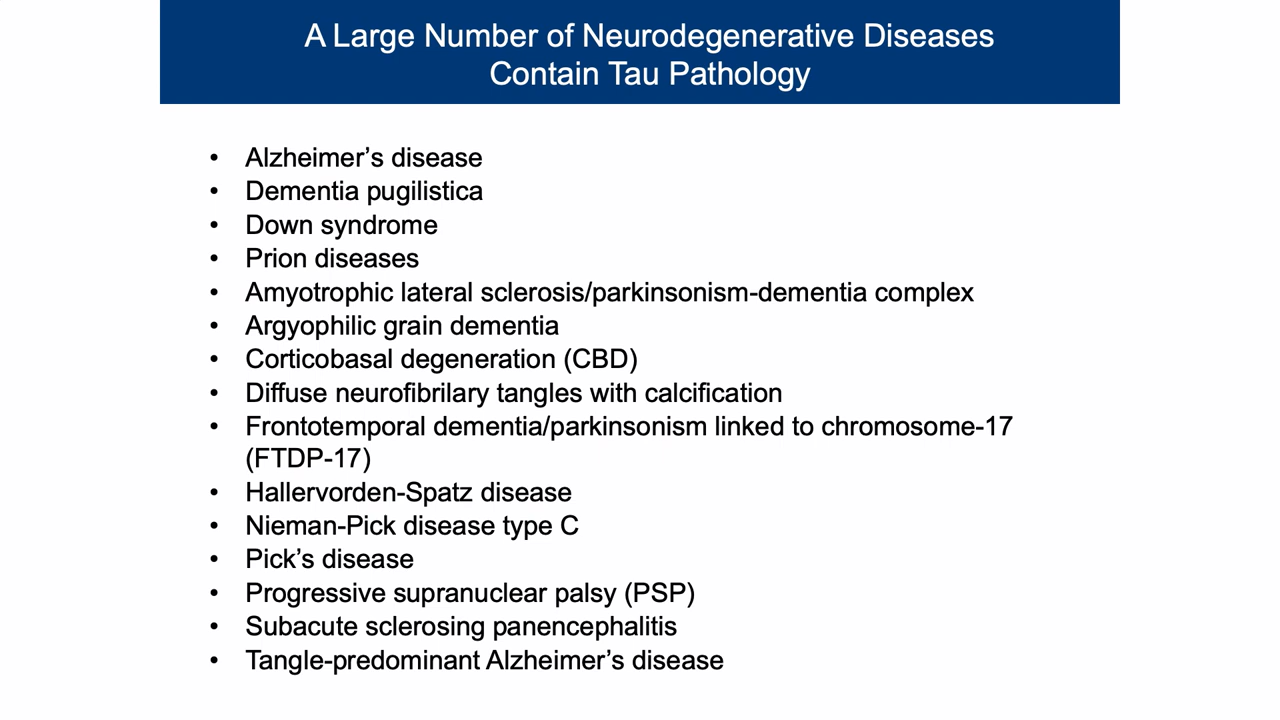 A Large Number of Neurodegenerative Diseases
Contain Tau Pathology
• Alzheimer’s disease
• Dementia pugilistica
• Down syndrome
• Prion diseases
• Amyotrophic lateral sclerosis/parkinsonism-dementia complex
• Argyophilic grain dementia
• Corticobasal degeneration (CBD)
• Diffuse neurofibrilary tangles with calcification
• Frontotemporal dementia/parkinsonism linked to chromosome-17
(FTDP-17)
• Hallervorden-Spatz disease
• Nieman-Pick disease type C
• Pick’s disease
• Progressive supranuclear palsy (PSP)
• Subacute sclerosing panencephalitis
• Tangle-predominant Alzheimer’s disease